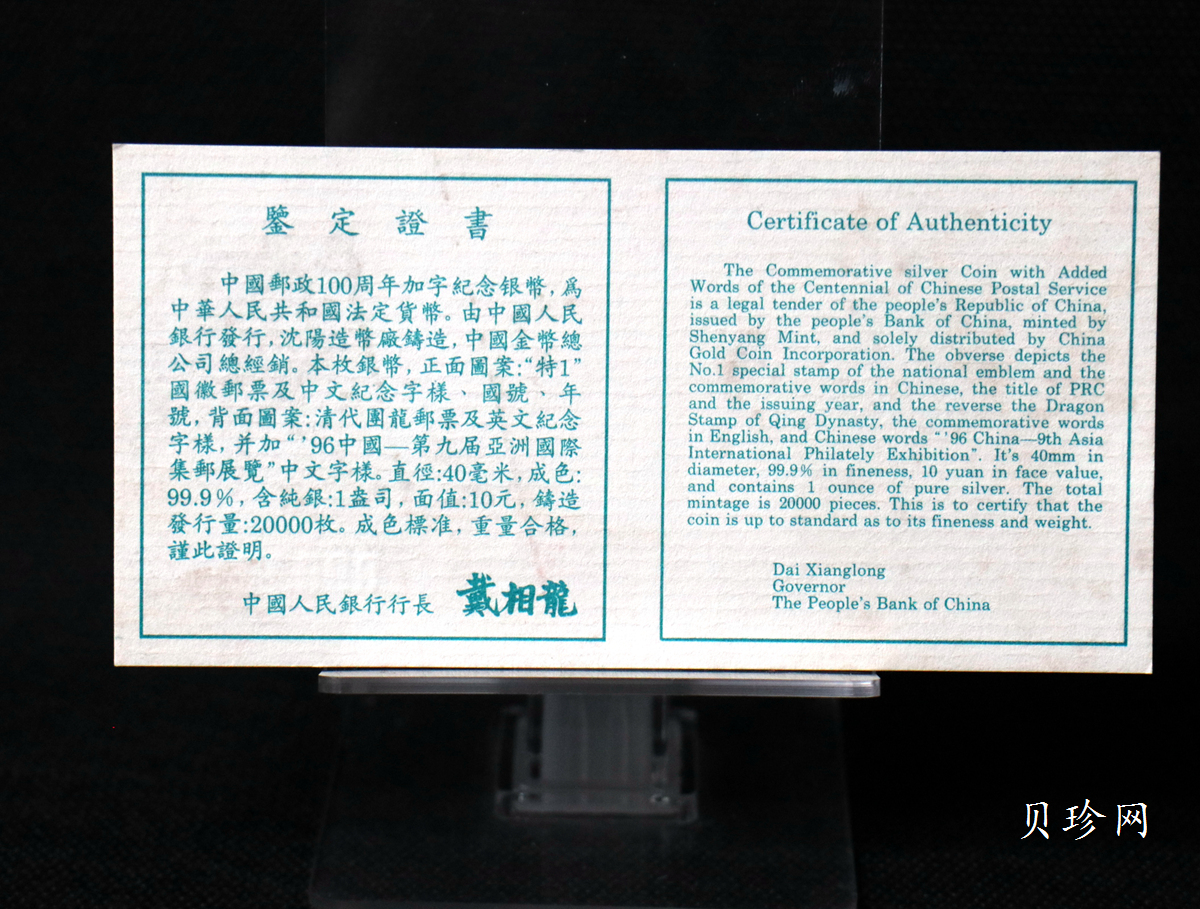 鑒定證書
中國郵政100周年加字紀念银幣，爲
中華人民共和國法定貨幣。由中國人民
銀行發行，沈陽造幣廠鑄造，中國金幣總
公司總經銷。本枚銀幣，正面圖案：“特1”
國徽郵票及中文紀念字樣、國號、年
號，背面圖案：清代團龍郵票及英文紀念
字樣，并加“’96中國—第九届亞洲國際
集郵展覽”中文字樣。直徑：40毫米，成色：
99.9%，含純銀：1盎司，面值：10元，鑄造
發行量：20000枚。成色標准，重量合格，
謹此證明。
中國人民銀行行長 戴相龍
Certificate of Authenticity
The Commemorative silver Coin with Added
Words of the Centennial of Chinese Postal Service
is a legal tender of the people's Republic of China,
issued by the people's Bank of China, minted by
Shenyang Mint, and solely distributed by China
Gold Coin Incorporation. The obverse depicts the
No.1 special stamp of the national emblem and the
commemorative words in Chinese, the title of PRC
and the issuing year, and the reverse the Dragon
Stamp of Qing Dynasty, the commemorative words
in English, and Chinese words “'96 China—9th Asia
International Philately Exhibition”. It's 40mm in
diameter, 99.9% in fineness, 10 yuan in face value,
and contains 1 ounce of pure silver. The total
mintage is 20000 pieces. This is to certify that the
coin is up to standard as to its fineness and weight.
Dai Xianglong
Governor
The People's Bank of China
贝珍网